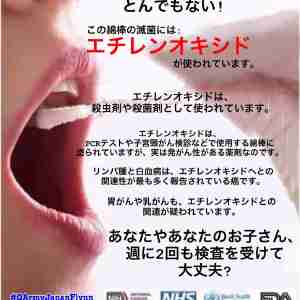 とんでもない!
この綿棒の滅菌には:
エチレンオキシド
が使われています。
エチレンオキシドは、
殺虫剤や殺菌剤として使われています。
エチレンオキシドは、
PCRテストや子宮頸がん検診などで使用する綿棒に
塗られていますが、実は発がん性がある薬剤なのです。
リンパ腫と白血病は、エチレンオキシドへとの
関連性が最も多く報告されている癌です。
胃がんや乳がんも、エチレンオキシドとの
関連が疑われています。
あなたやあなたのお子さん、
週に2回も検査を受けて
大丈夫?
#QArmyJapanFlynn
NHS